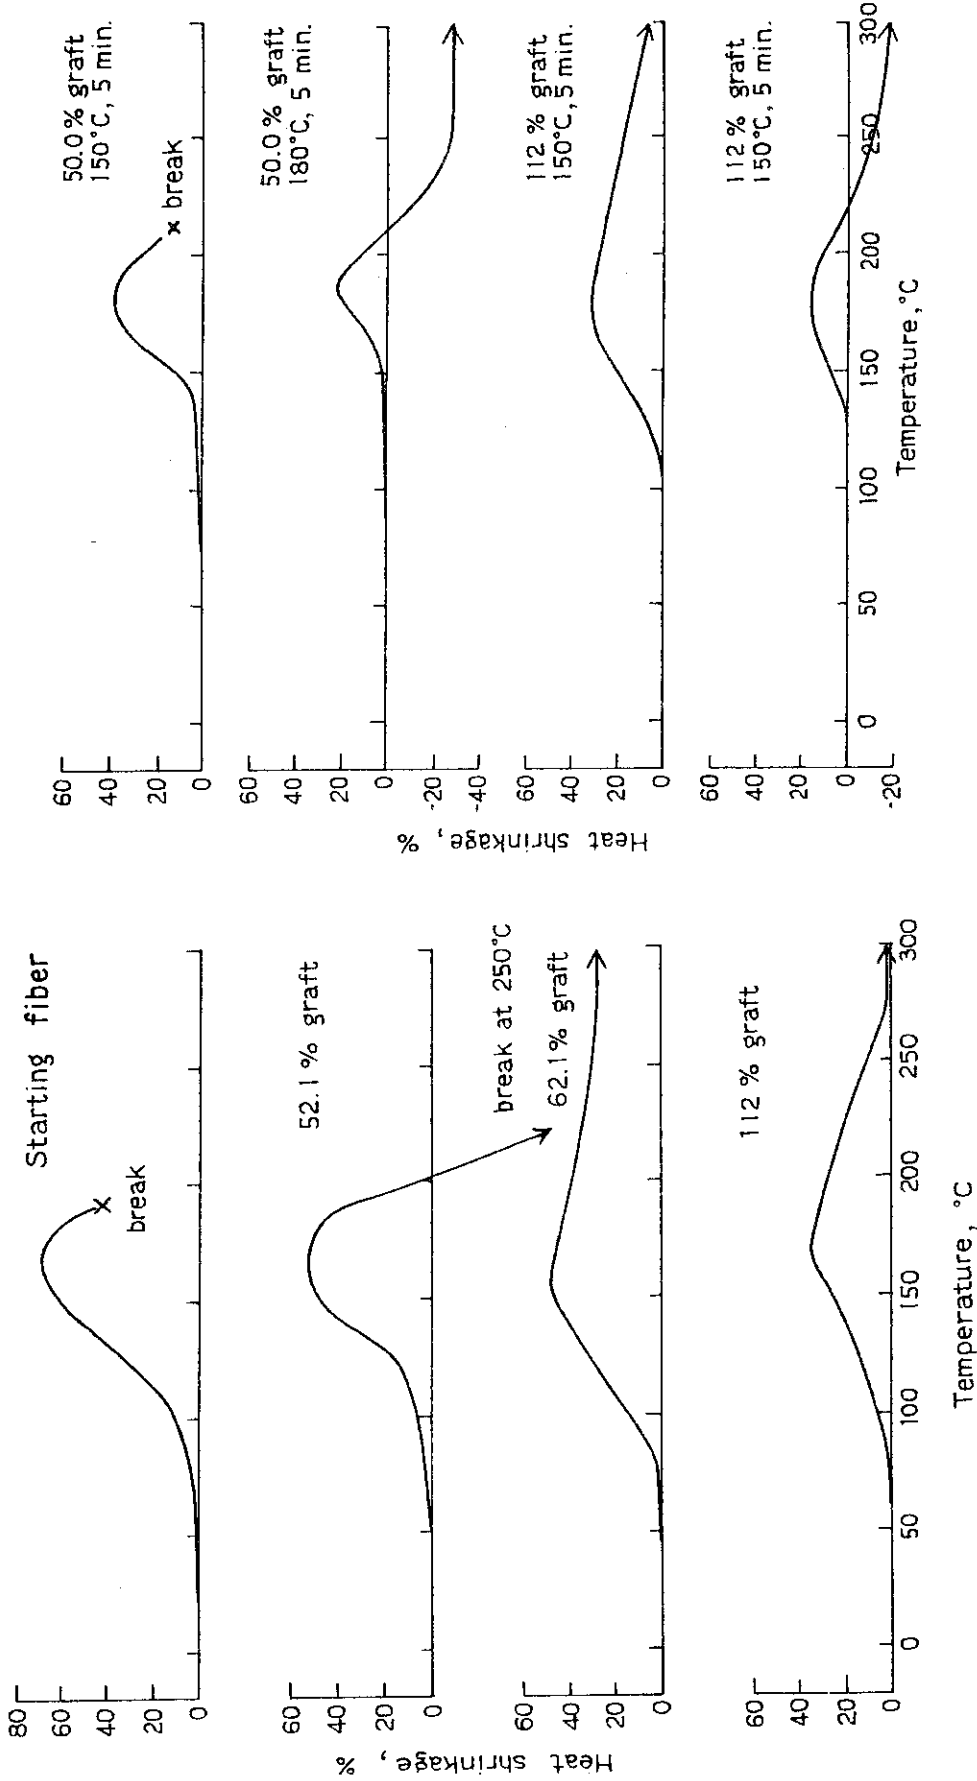 Starting fiber
80
60
40
20
0
break
52.1 % graft
60
40
20
0
break at 250°C
62.1 % graft
60
40
20
0
112 % graft
60
40
20
0
0
50
100
150
200
250
300
Temperature, °C
Heat shrinkage, %
50.0 % graft
150°C, 5 min.
60
40
20
0
× break
50.0 % graft
180°C, 5 min.
60
40
20
0
-20
-40
112 % graft
150°C, 5 min.
60
40
20
0
112 % graft
150°C, 5 min.
60
40
20
0
-20
0
50
100
150
200
250
300
Temperature, °C
Heat shrinkage, %